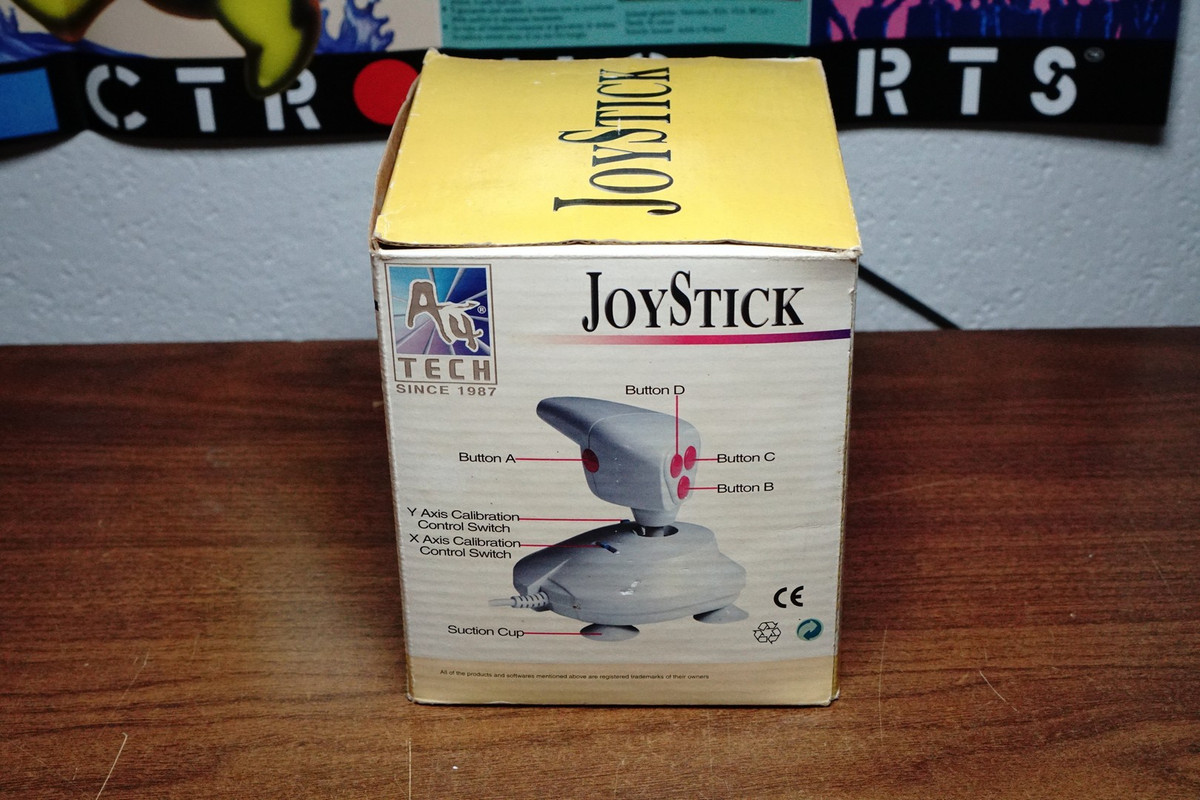 CTR
RTS
JOYSTICK
A4
®
TECH
SINCE 1987
JOYSTICK
Button D
Button A
Button C
Button B
Y Axis Calibration
Control Switch
X Axis Calibration
Control Switch
Suction Cup
CE
All of the products and softwares mentioned above are registered trademarks of their owners